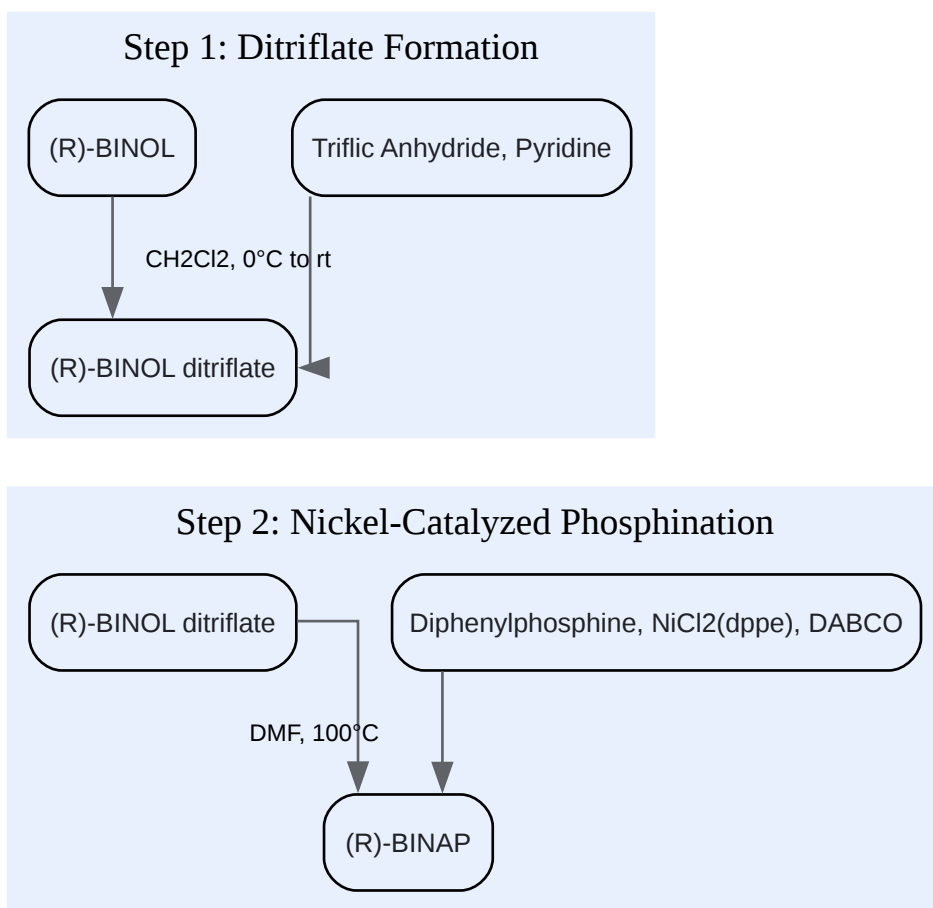 Step 1: Ditriflate Formation
(R)-BINOL
Triflic Anhydride, Pyridine
CH2Cl2, 0°C to rt
(R)-BINOL ditriflate
Step 2: Nickel-Catalyzed Phosphination
(R)-BINOL ditriflate
Diphenylphosphine, NiCl2(dppe), DABCO
DMF, 100°C
(R)-BINAP